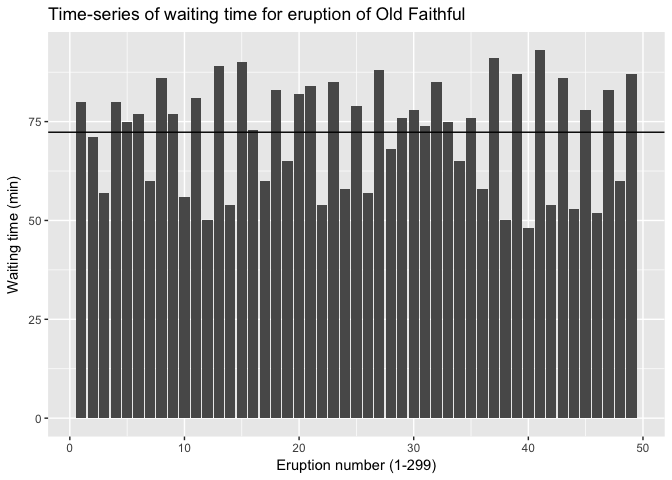 Time-series of waiting time for eruption of Old Faithful
Waiting time (min)
75
50
25
0
0 10 20 30 40 50
Eruption number (1-299)